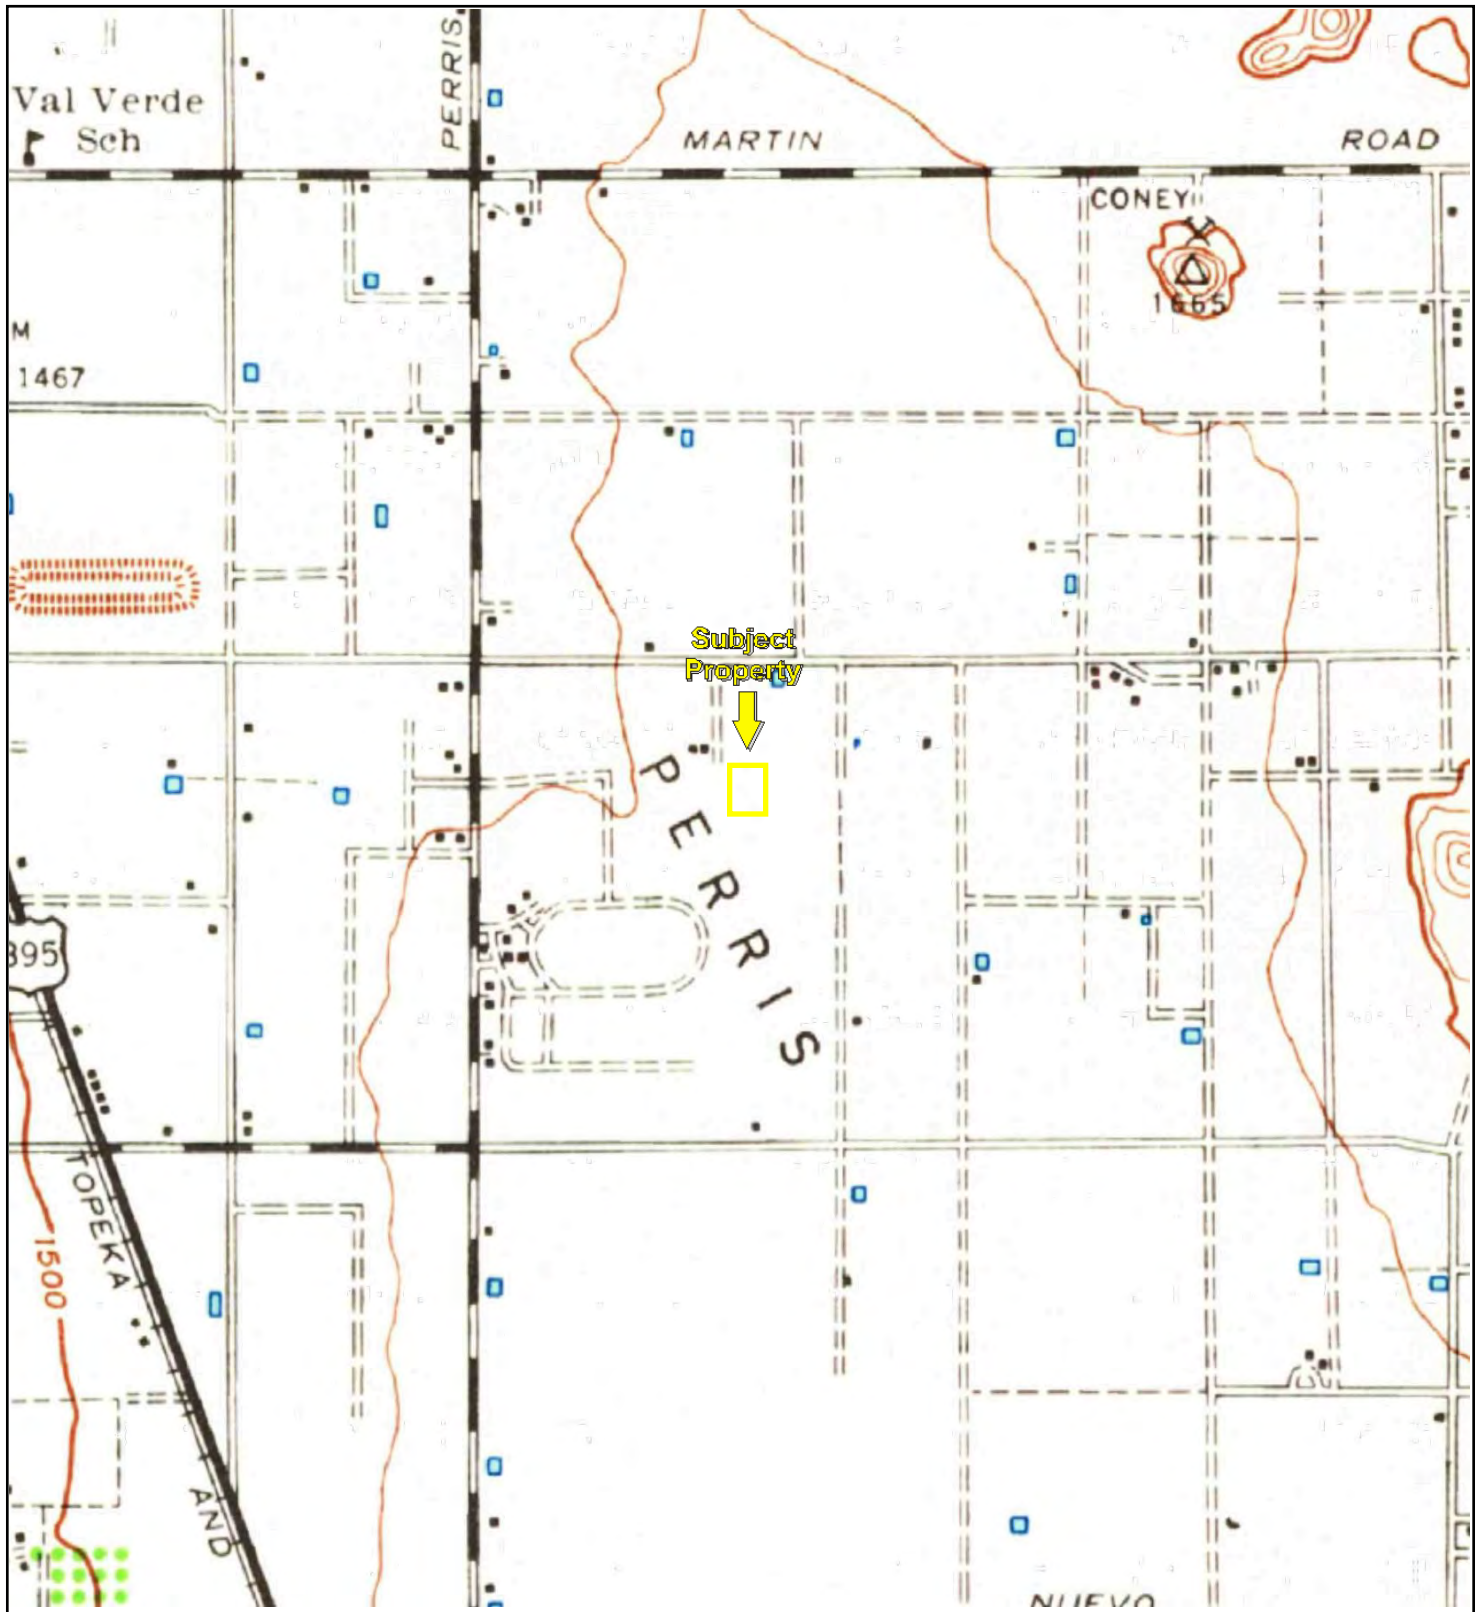 PERRIS
Val Verde
Sch
MARTIN
ROAD
CONEY
1665
M
1467
Subject
Property
PERRIS
395
TOPEKA
1500
AND
NUEVO